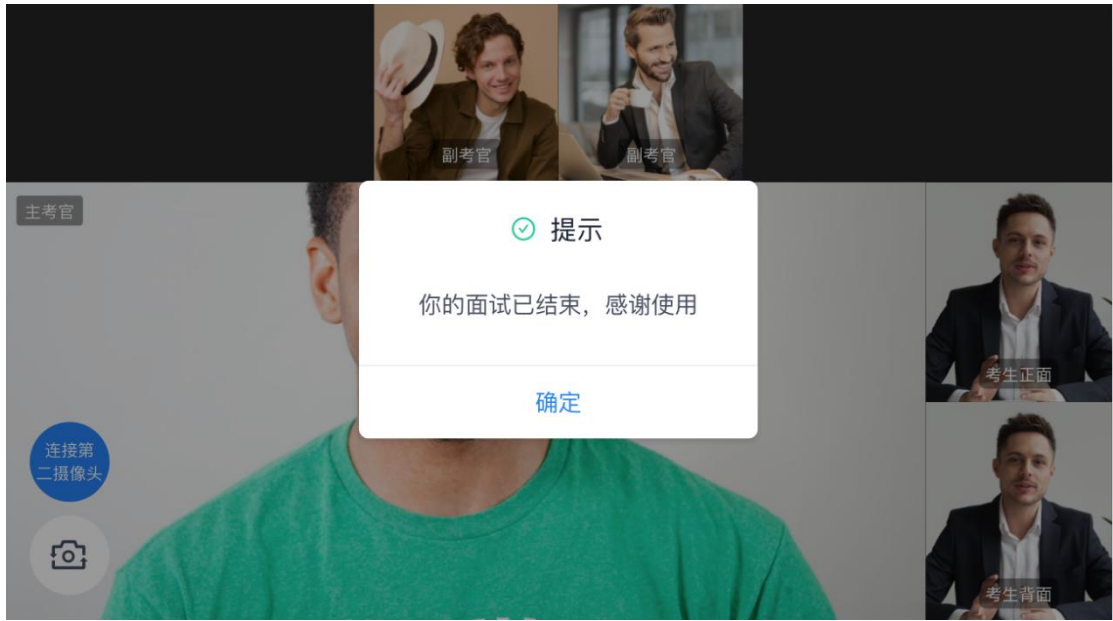 副考官
副考官
主考官
提示
你的面试已结束，感谢使用
确定
考生正面
连接第
二摄像头
考生背面